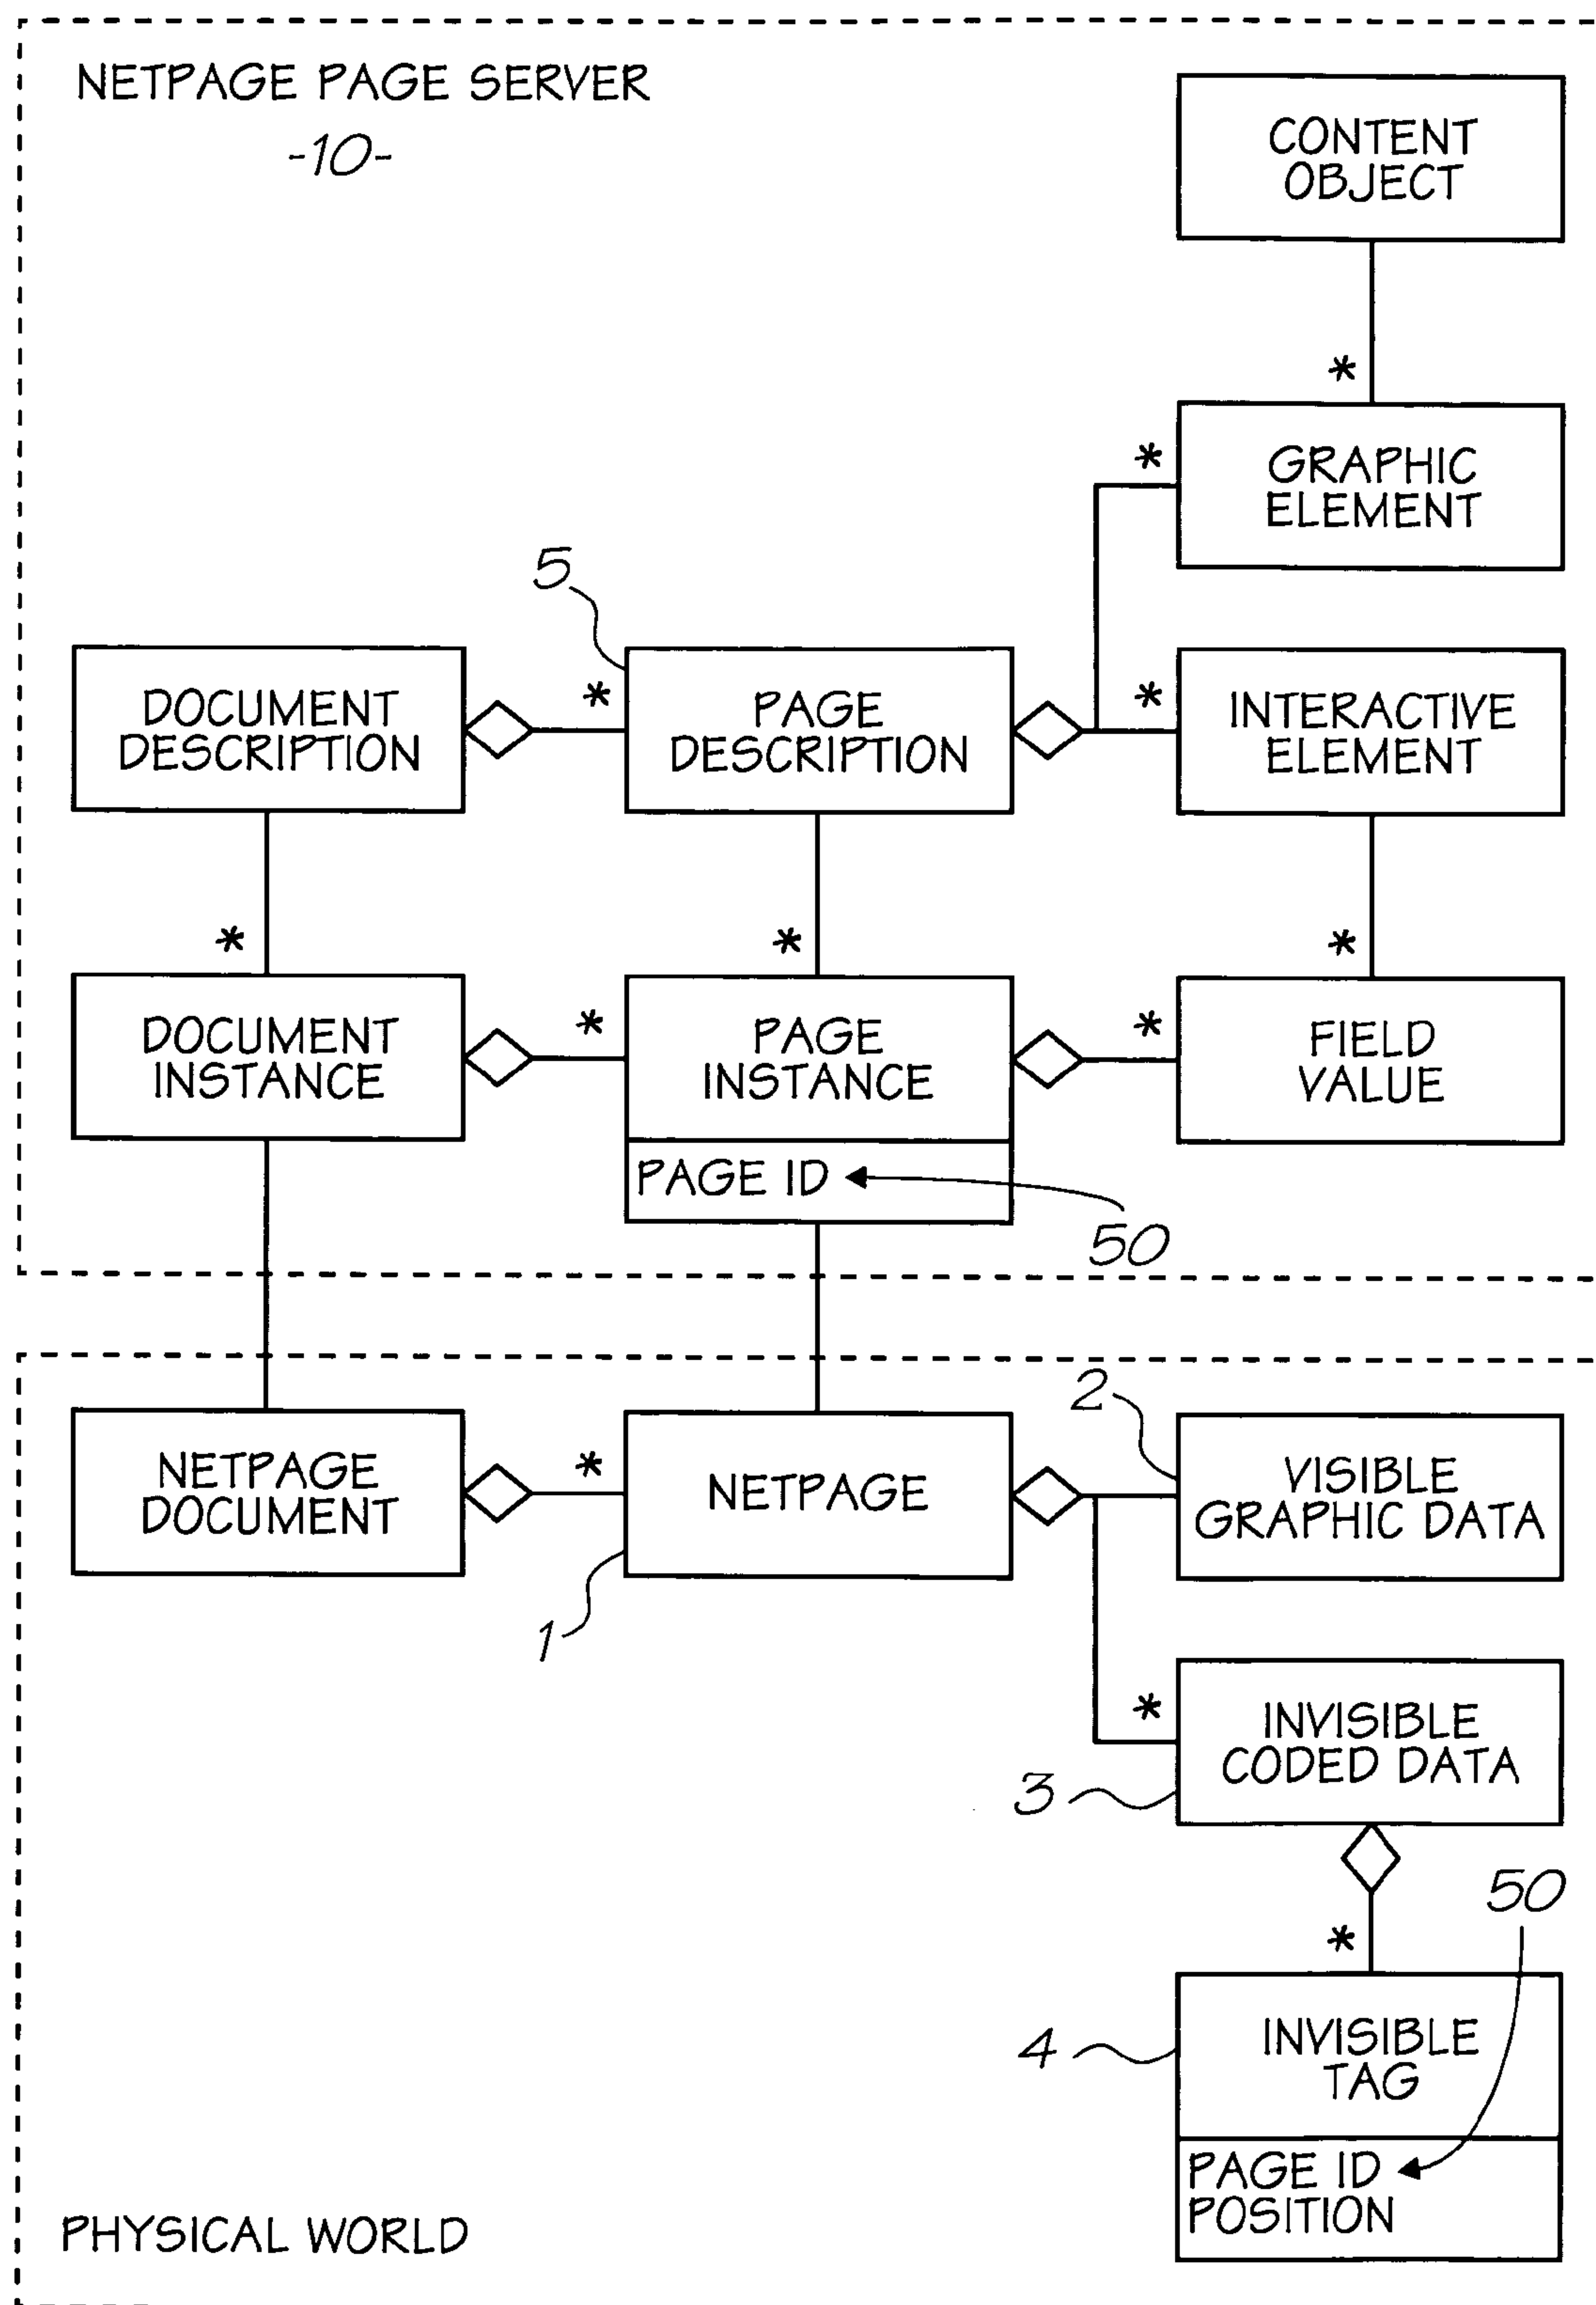 NETPAGE PAGE SERVER
-10-
CONTENT
OBJECT
*
*
GRAPHIC
ELEMENT
5
DOCUMENT
DESCRIPTION
*
PAGE
DESCRIPTION
*
INTERACTIVE
ELEMENT
*
*
*
DOCUMENT
INSTANCE
*
PAGE
INSTANCE
*
FIELD
VALUE
PAGE ID
50
NETPAGE
DOCUMENT
*
NETPAGE
1
2
VISIBLE
GRAPHIC DATA
*
INVISIBLE
CODED DATA
3
50
*
4
INVISIBLE
TAG
PAGE ID
POSITION
PHYSICAL WORLD